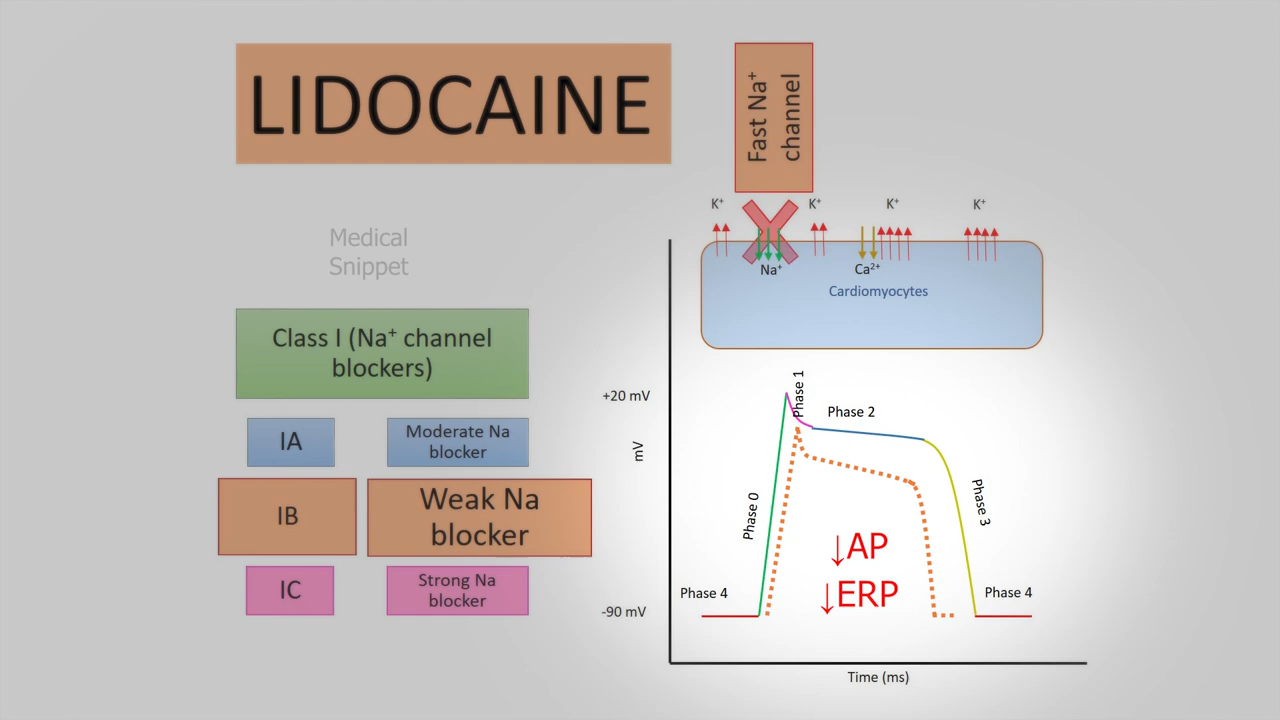 LIDOCAINE
Fast Na⁺
channel
K⁺
K⁺
K⁺
K⁺
Na⁺
Ca²⁺
Cardiomyocytes
Medical
Snippet
Class I (Na⁺ channel
blockers)
IA
Moderate Na
blocker
IB
Weak Na
blocker
IC
Strong Na
blocker
+20 mV
mV
-90 mV
Phase 4
Phase 0
Phase 1
Phase 2
Phase 3
Phase 4
↓AP
↓ERP
Time (ms)